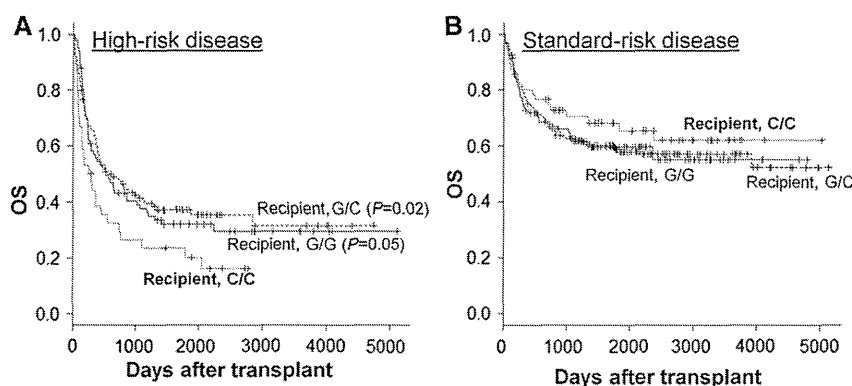 A
High-risk disease
OS
1.0
0.8
0.6
0.4
0.2
0.0
Recipient, G/C (P=0.02)
Recipient, G/G (P=0.05)
Recipient, C/C
0 1000 2000 3000 4000 5000
Days after transplant
B
Standard-risk disease
OS
1.0
0.8
0.6
0.4
0.2
0.0
Recipient, C/C
Recipient, G/G
Recipient, G/C
0 1000 2000 3000 4000 5000
Days after transplant